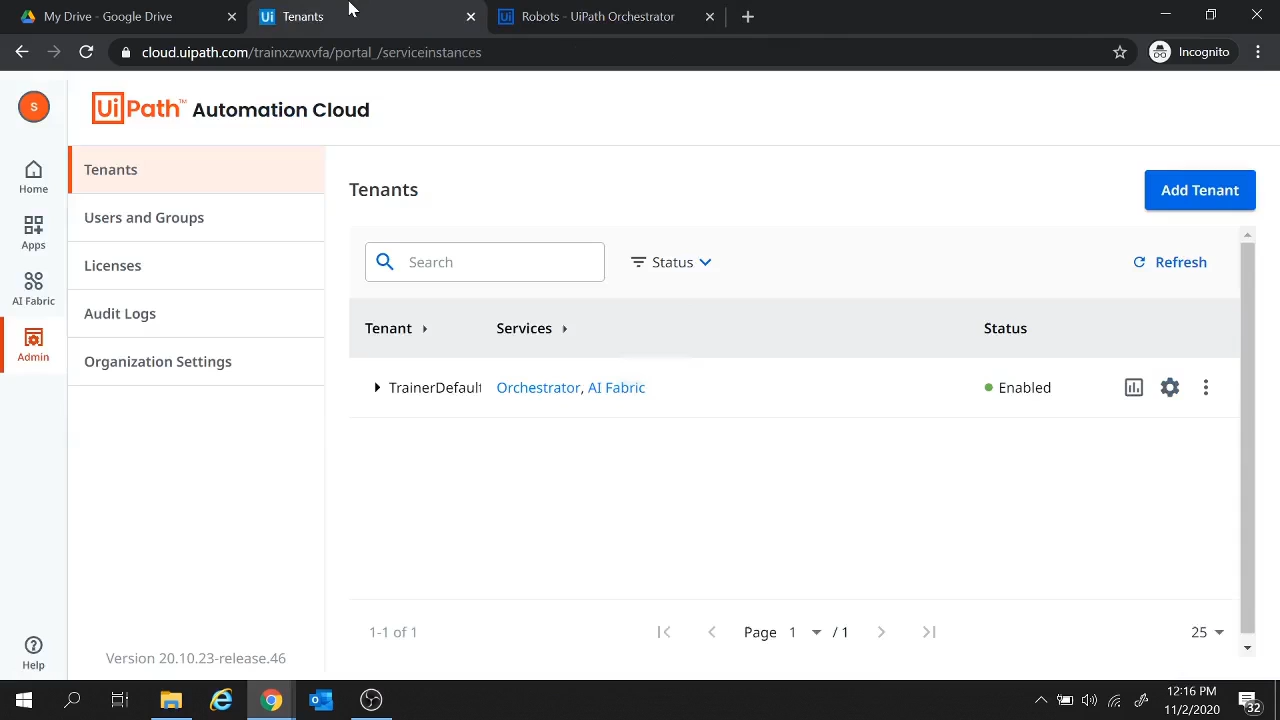 My Drive - Google Drive
Tenants
Robots - UiPath Orchestrator
cloud.uipath.com/trainxzwxvfa/portal_/serviceinstances
Incognito
S
UiPath™ Automation Cloud
Home
Apps
AI Fabric
Admin
Help
Tenants
Users and Groups
Licenses
Audit Logs
Organization Settings
Version 20.10.23-release.46
Tenants
Add Tenant
Search
Status
Refresh
Tenant Services Status
TrainerDefault Orchestrator, AI Fabric Enabled
1-1 of 1 Page 1 / 1 25
12:16 PM
11/2/2020
32